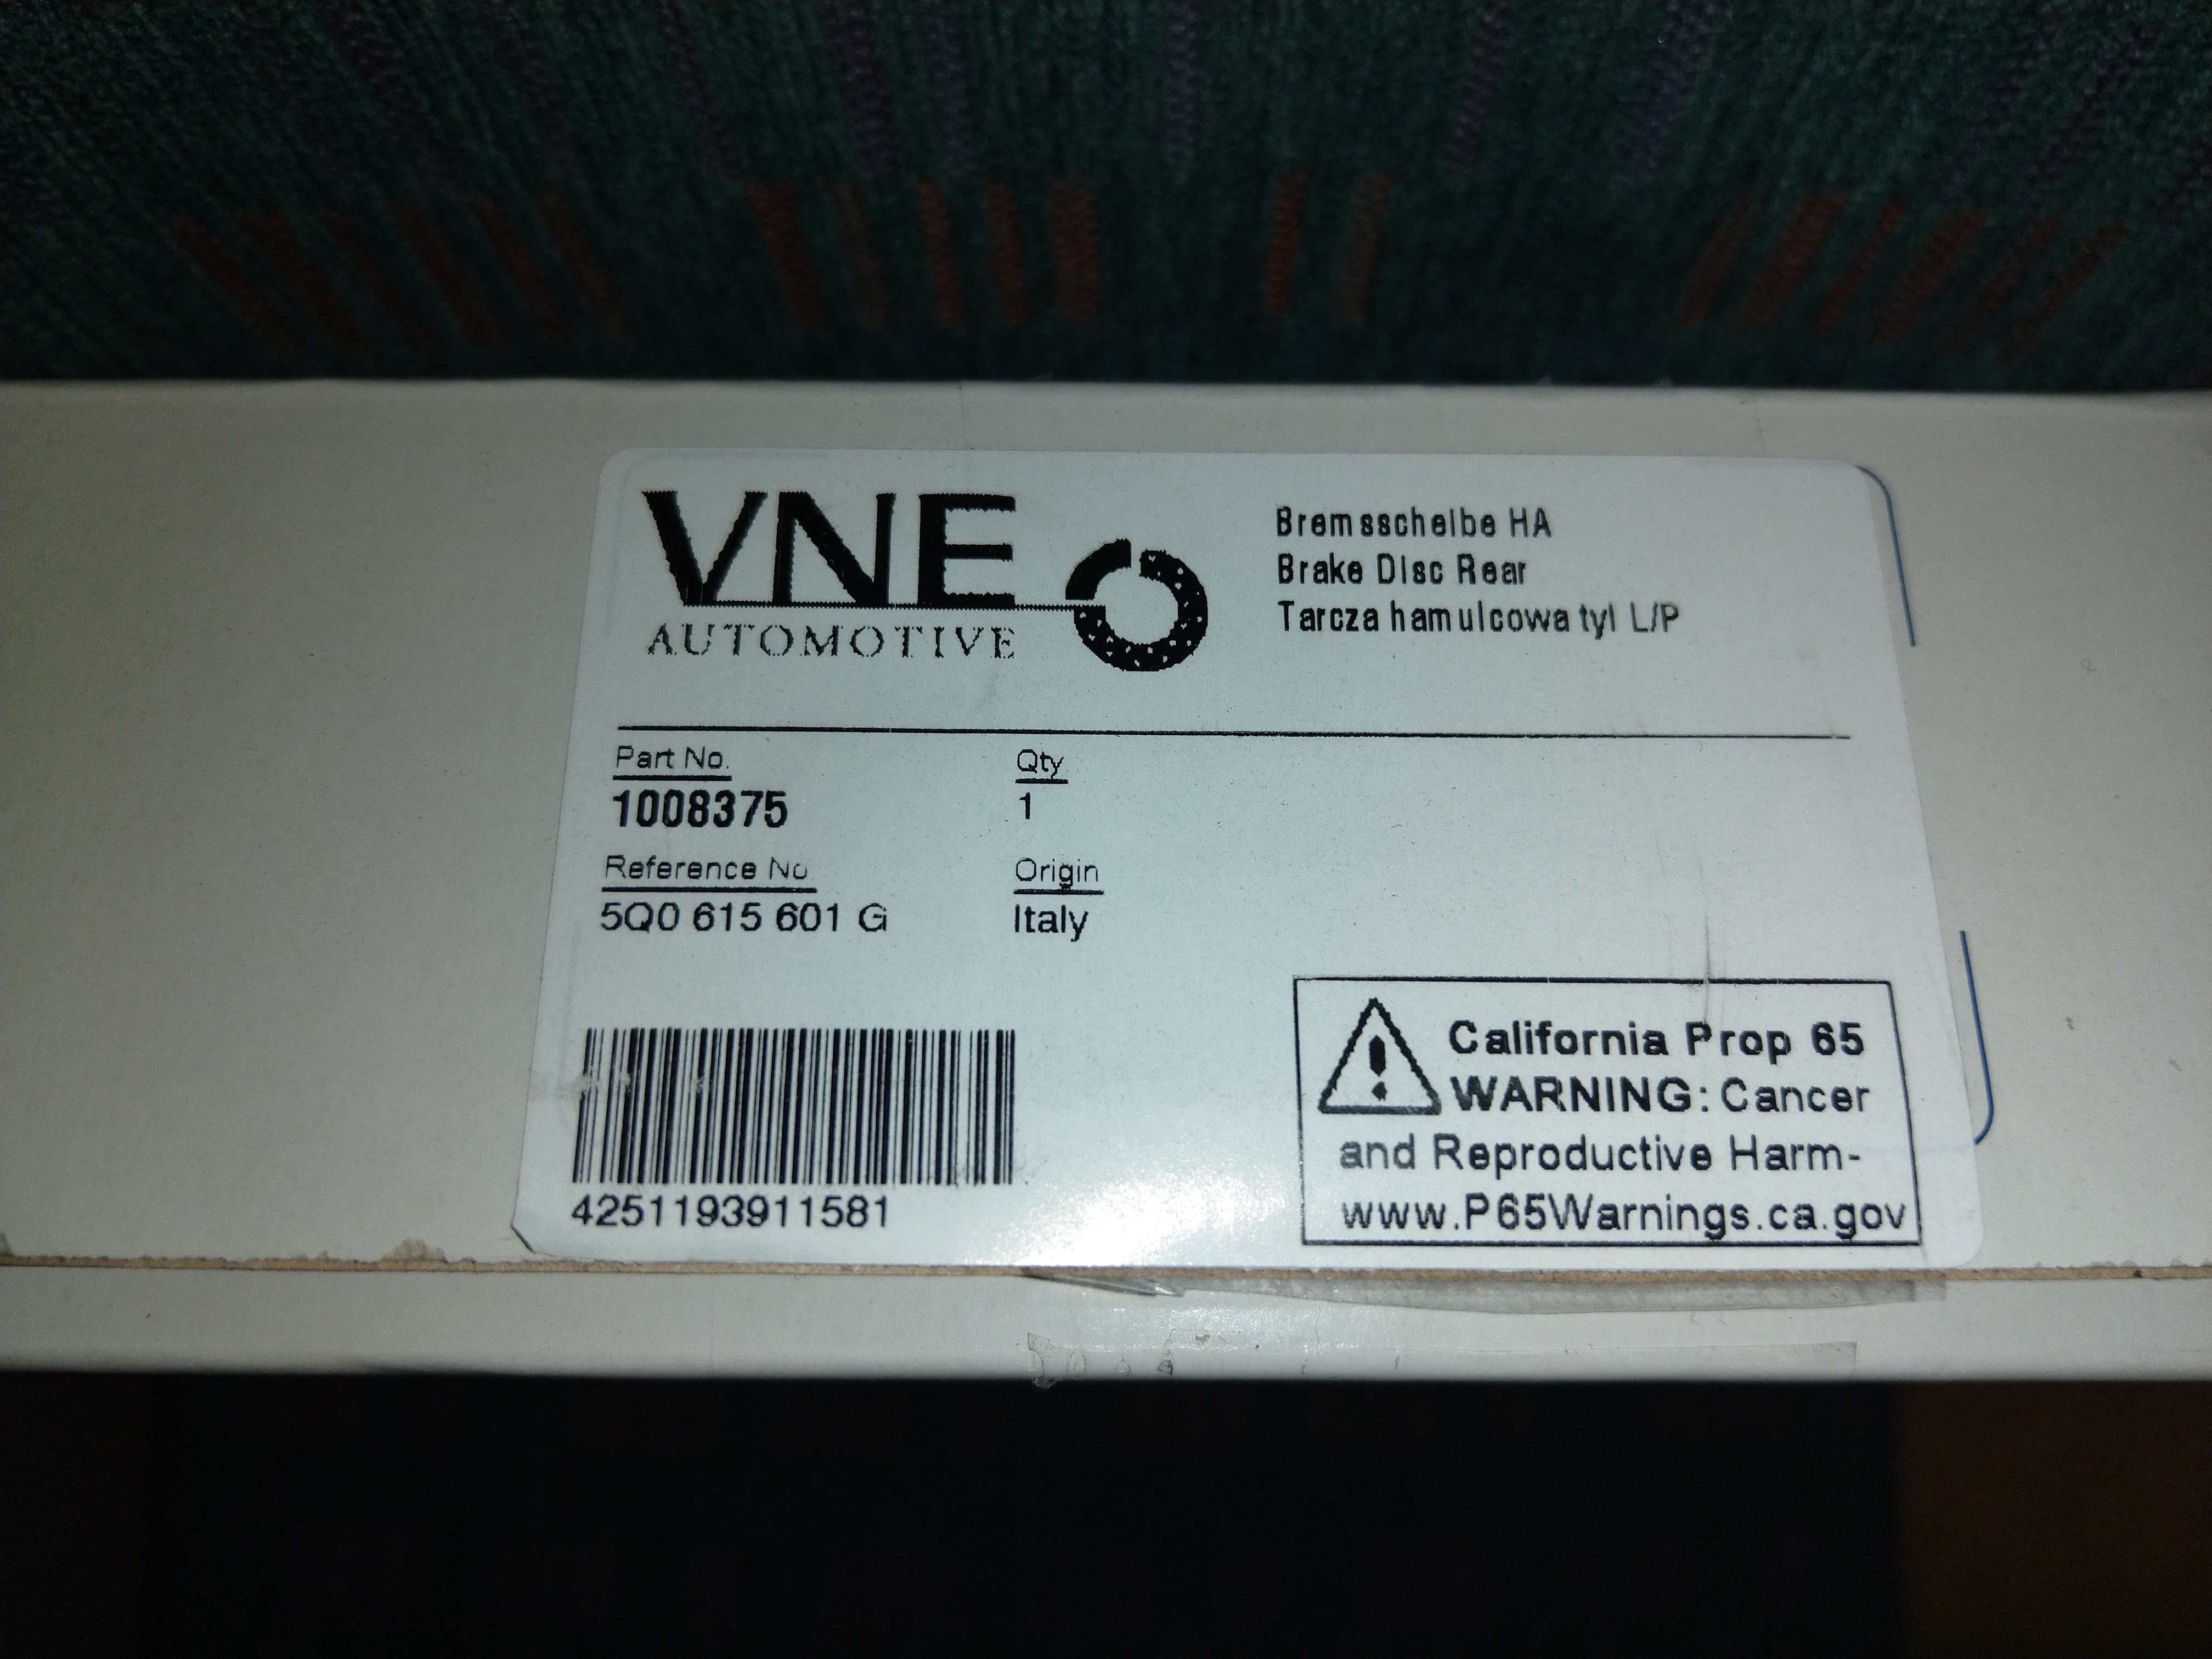 VNE
AUTOMOTIVE
Bremsscheibe HA
Brake Disc Rear
Tarcza hamulcowa tyl L/P
Part No.
1008375
Qty
1
Reference No
5Q0 615 601 G
Origin
Italy
4251193911581
California Prop 65
WARNING: Cancer
and Reproductive Harm-
www.P65Warnings.ca.gov